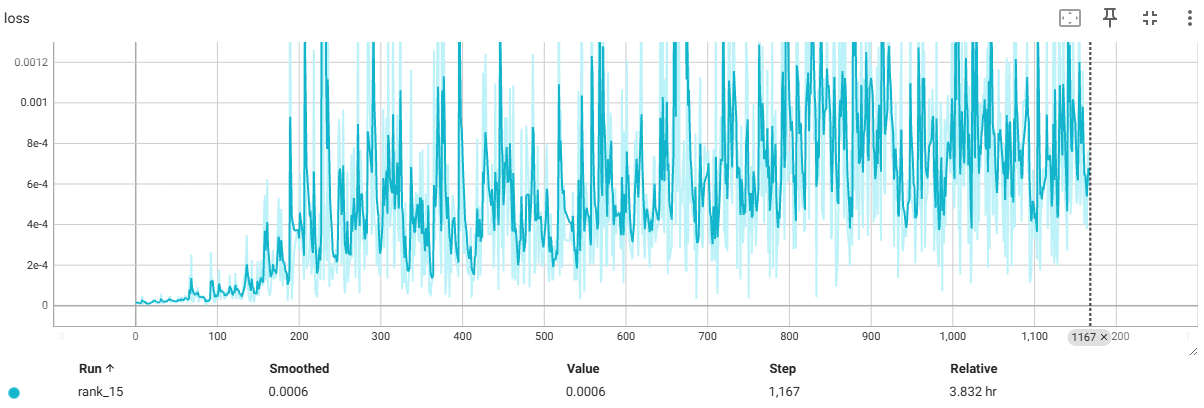 loss
0.0012
0.001
8e-4
6e-4
4e-4
2e-4
0
0 100 200 300 400 500 600 700 800 900 1,000 1,100 1167 × 200
Run ↑ Smoothed Value Step Relative
rank_15 0.0006 0.0006 1,167 3.832 hr